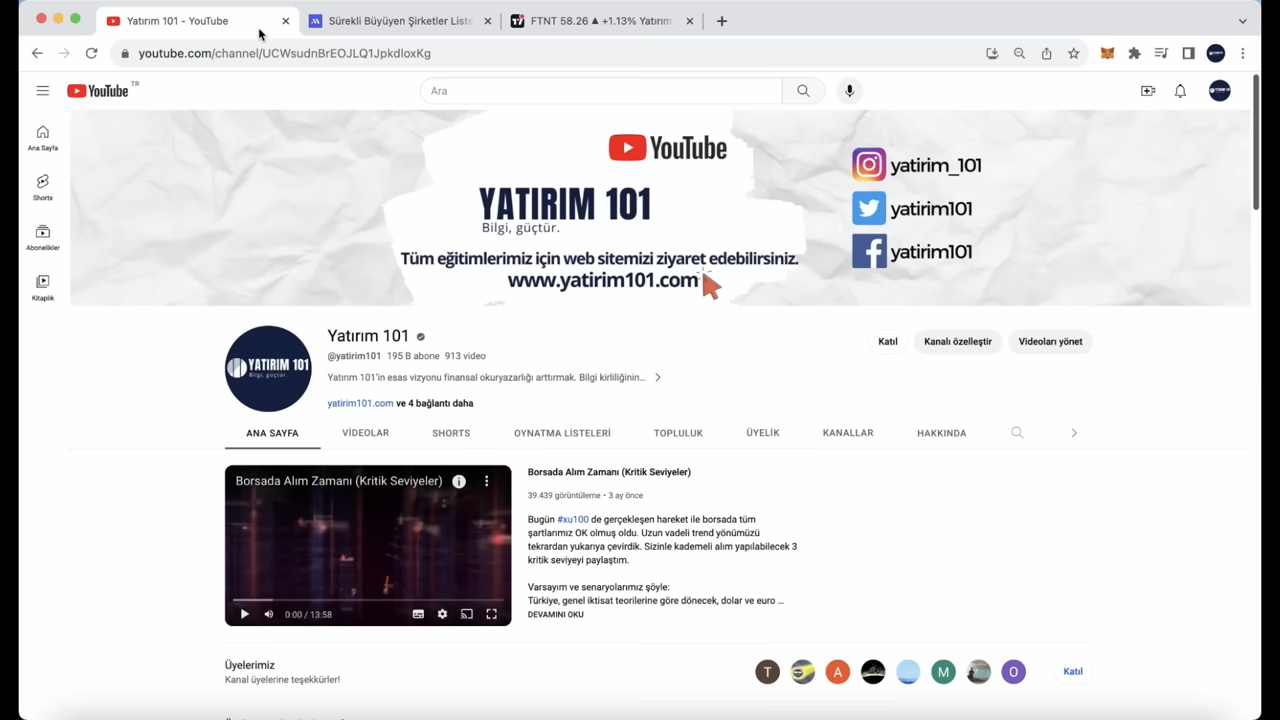 Yatırım 101 - YouTube
Sürekli Büyüyen Şirketler Liste
FTNT 58.26 ▲ +1.13% Yatırım
youtube.com/channel/UCWsudnBrEOJLQ1JpkdloxKg
YouTube TR
Ara
YouTube
YATIRIM 101
Bilgi, güçtür.
Tüm eğitimlerimiz için web sitemizi ziyaret edebilirsiniz.
www.yatirim101.com
yatirim_101
yatirim101
yatirim101
Ana Sayfa
Shorts
Abonelikler
Kitaplık
YATIRIM 101
Bilgi, güçtür.
Yatırım 101
@yatirim101 195 B abone 913 video
Yatırım 101'in esas vizyonu finansal okuryazarlığı arttırmak. Bilgi kirliliğinin...
yatirim101.com ve 4 bağlantı daha
Katıl
Kanalı özelleştir
Videoları yönet
ANA SAYFA
VİDEOLAR
SHORTS
OYNATMA LİSTELERİ
TOPLULUK
ÜYELİK
KANALLAR
HAKKINDA
Borsada Alım Zamanı (Kritik Seviyeler)
0:00 / 13:58
Borsada Alım Zamanı (Kritik Seviyeler)
39.439 görüntüleme • 3 ay önce
Bugün #xu100 de gerçekleşen hareket ile borsada tüm
şartlarımız OK olmuş oldu. Uzun vadeli trend yönümüzü
tekrardan yukarıya çevirdik. Sizinle kademeli alım yapılabilecek 3
kritik seviyeyi paylaştım.
Varsayım ve senaryolarımız şöyle:
Türkiye, genel iktisat teorilerine göre dönecek, dolar ve euro ...
DEVAMINI OKU
Üyelerimiz
Kanal üyelerine teşekkürler!
T
A
M
O
Katıl